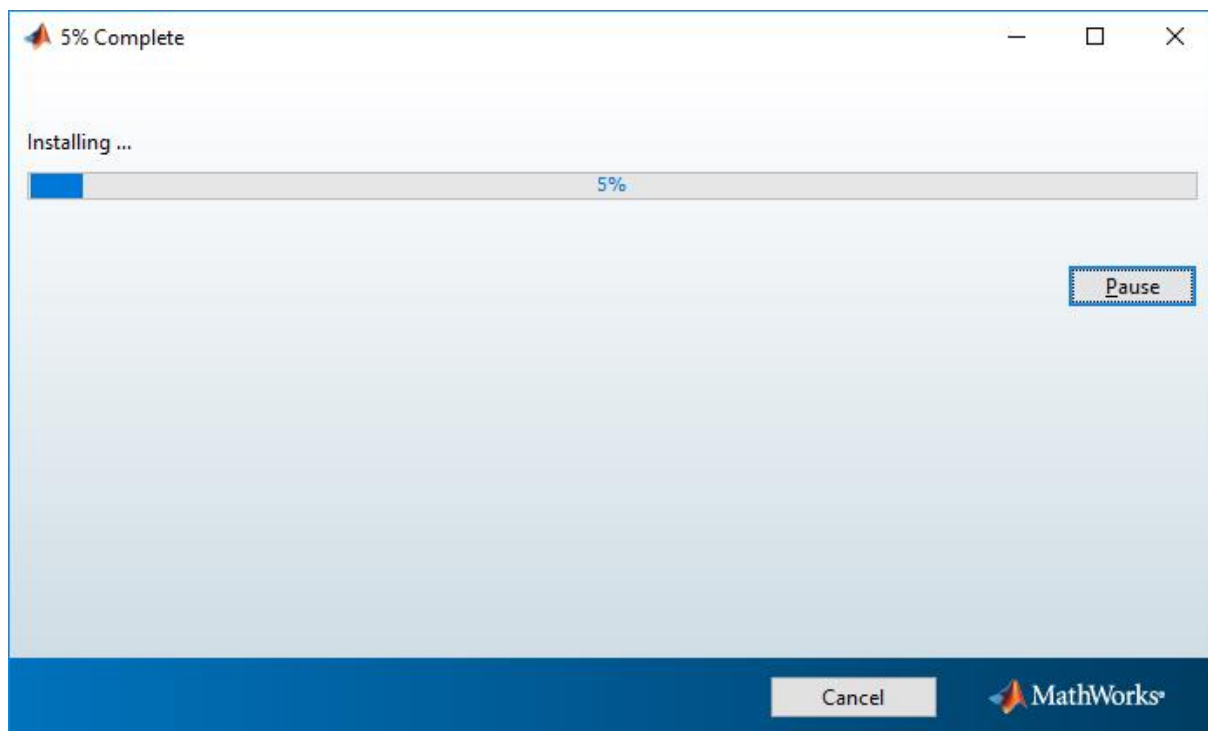 5% Complete
Installing ...
5%
Pause
Cancel
MathWorks®